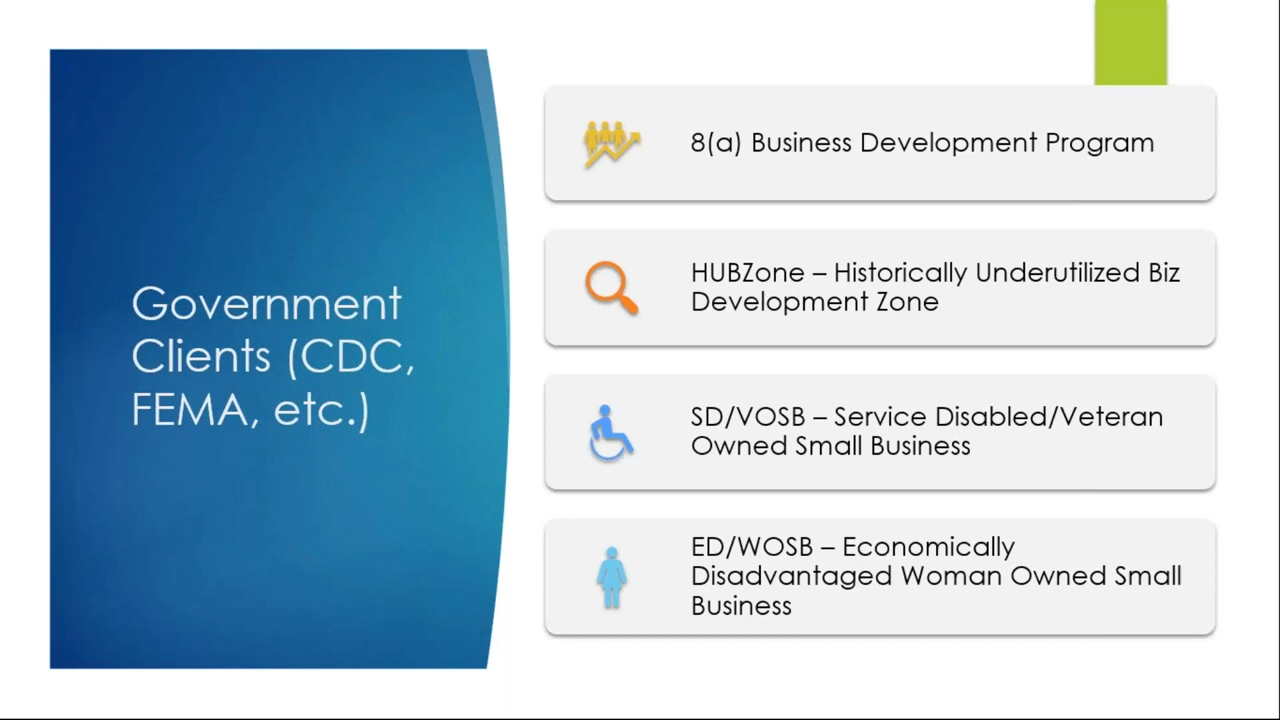 Government
Clients (CDC,
FEMA, etc.)
8(a) Business Development Program
HUBZone – Historically Underutilized Biz
Development Zone
SD/VOSB – Service Disabled/Veteran
Owned Small Business
ED/WOSB – Economically
Disadvantaged Woman Owned Small
Business